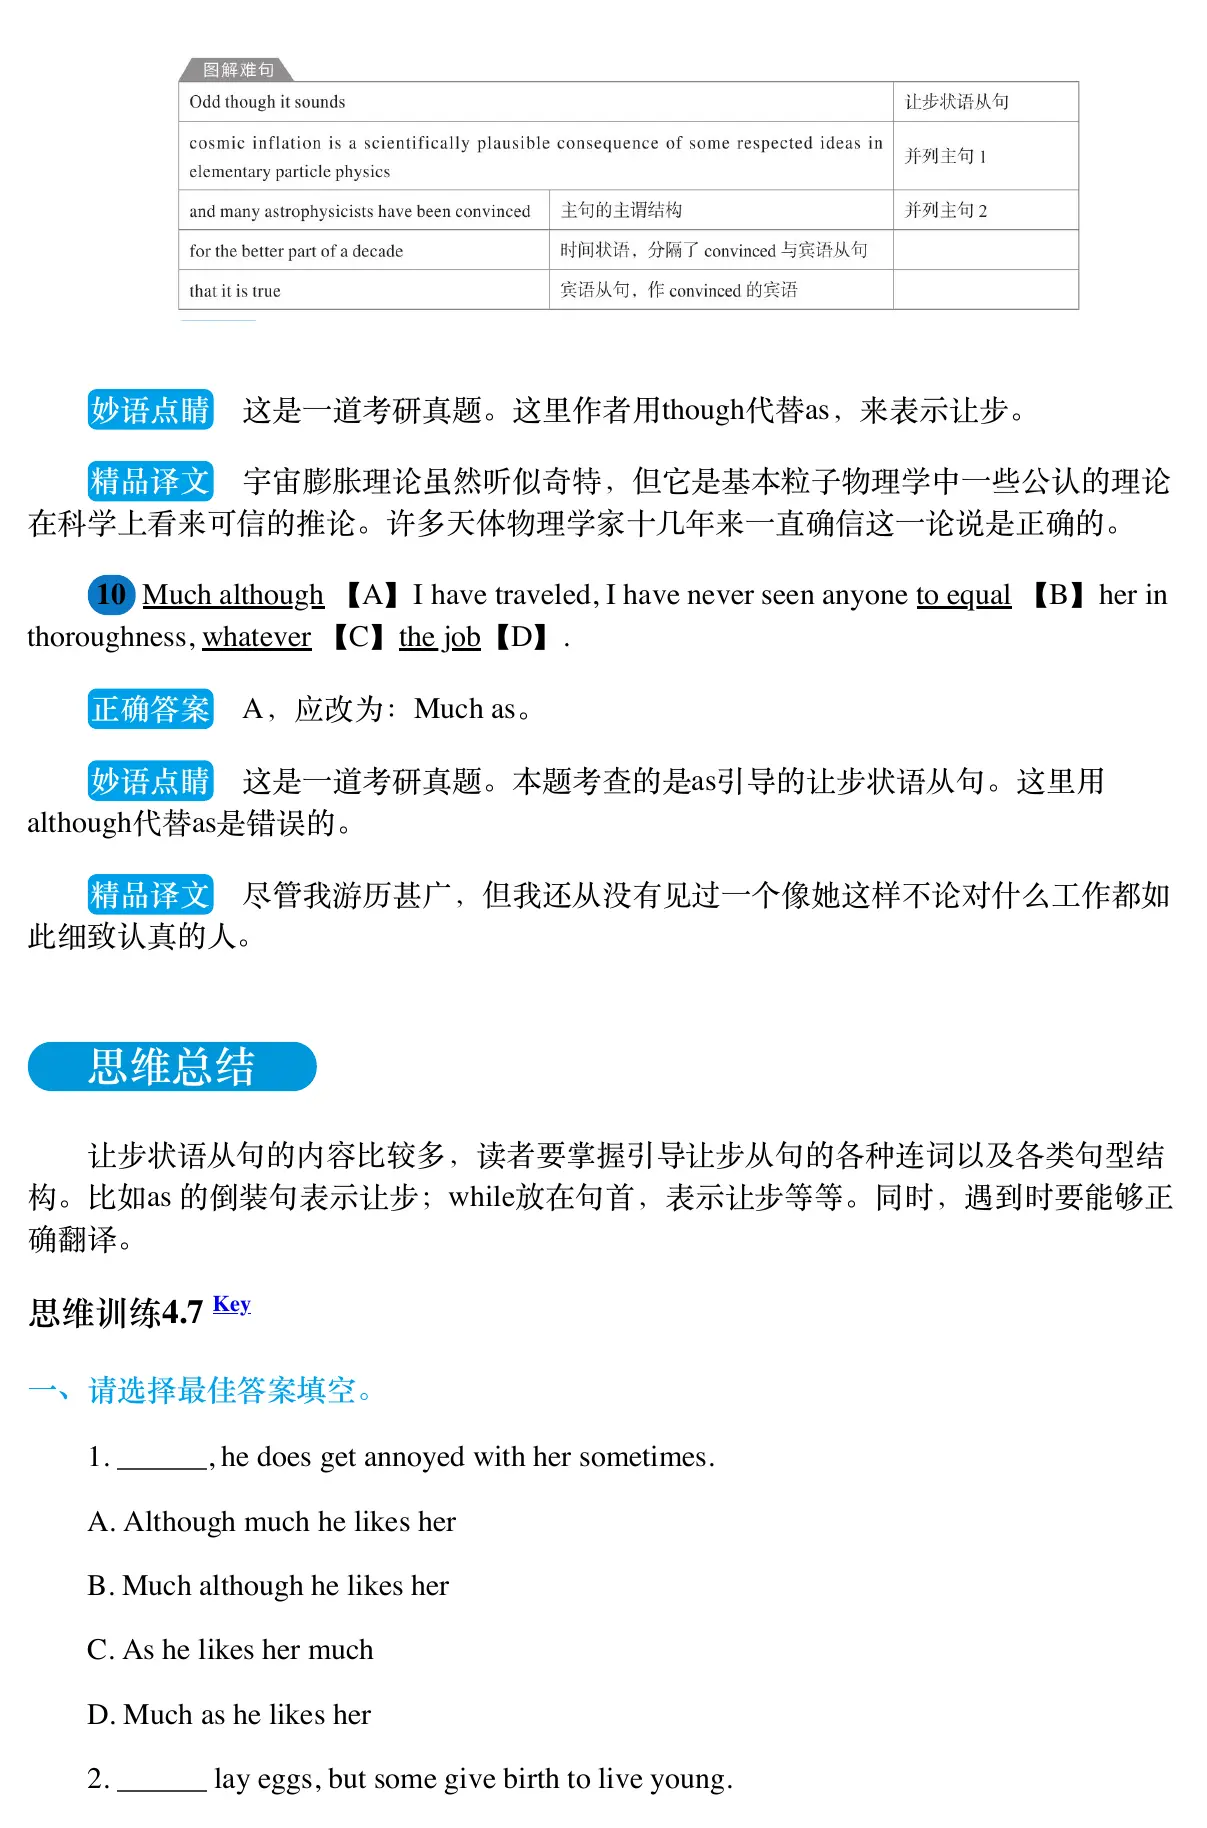 图解难句
Odd though it sounds 让步状语从句
cosmic inflation is a scientifically plausible consequence of some respected ideas in
elementary particle physics 并列主句 1
and many astrophysicists have been convinced 主句的主谓结构 并列主句 2
for the better part of a decade 时间状语，分隔了 convinced 与宾语从句
that it is true 宾语从句，作 convinced 的宾语
妙语点睛 这是一道考研真题。这里作者用though代替as，来表示让步。
精品译文 宇宙膨胀理论虽然听似奇特，但它是基本粒子物理学中一些公认的理论
在科学上看来可信的推论。许多天体物理学家十几年来一直确信这一论说是正确的。
10 Much although 【A】I have traveled, I have never seen anyone to equal 【B】her in
thoroughness, whatever 【C】the job【D】.
正确答案 A，应改为：Much as。
妙语点睛 这是一道考研真题。本题考查的是as引导的让步状语从句。这里用
although代替as是错误的。
精品译文 尽管我游历甚广，但我还从没有见过一个像她这样不论对什么工作都如
此细致认真的人。
思维总结
让步状语从句的内容比较多，读者要掌握引导让步从句的各种连词以及各类句型结
构。比如as 的倒装句表示让步；while放在句首，表示让步等等。同时，遇到时要能够正
确翻译。
思维训练4.7 Key
一、请选择最佳答案填空。
1. ______, he does get annoyed with her sometimes.
A. Although much he likes her
B. Much although he likes her
C. As he likes her much
D. Much as he likes her
2. ______ lay eggs, but some give birth to live young.